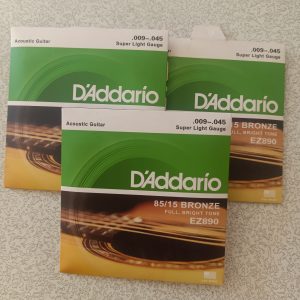 Acoustic Guitar
.009–.045
Super Light Gauge
D'Addario
.009–.045
Super Light Gauge
D'Addario
85/15 BRONZE
FULL, BRIGHT TONE
EZ890
Acoustic Guitar
.009–.045
Super Light Gauge
D'Addario
85/15 BRONZE
FULL, BRIGHT TONE
EZ890